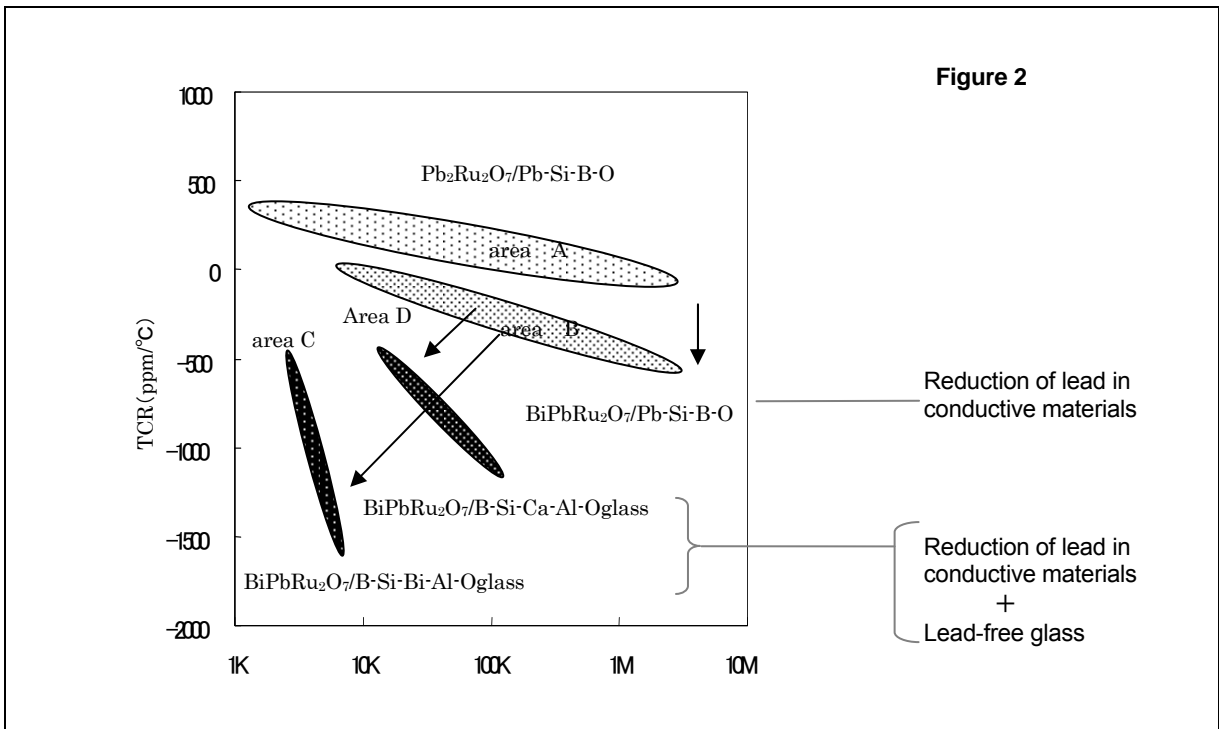 Figure 2
1000
500
0
−500
−1000
−1500
−2000
TCR(ppm/℃)
Pb₂Ru₂O₇/Pb-Si-B-O
area A
Area D
area B
area C
BiPbRu₂O₇/Pb-Si-B-O
BiPbRu₂O₇/B-Si-Ca-Al-Oglass
BiPbRu₂O₇/B-Si-Bi-Al-Oglass
1K 10K 100K 1M 10M
Reduction of lead in
conductive materials
Reduction of lead in
conductive materials
+
Lead-free glass